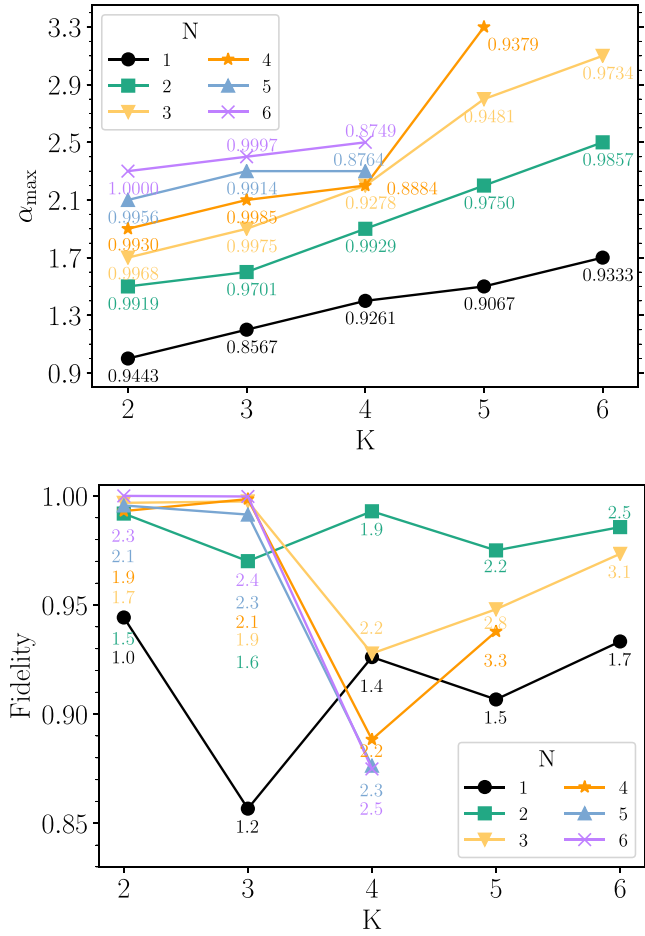 3.3
2.9
2.5
2.1
1.7
1.3
0.9
α_max
N
1 4
2 5
3 6
0.9379
0.9734
0.9481
0.9997 0.8749
1.0000 0.8764
0.9914 0.8884 0.9857
0.9956 0.9278
0.9985 0.9750
0.9930 0.9929
0.9968 0.9975
0.9919 0.9701 0.9333
0.9261 0.9067
0.8567
0.9443
2 3 4 5 6
K
1.00
0.95
0.90
0.85
Fidelity
2.3 1.9 2.5
2.1 2.2
1.9 2.4 3.1
1.7 2.3
2.1 2.2 2.8
1.5 1.9
1.0 1.6 3.3 1.7
1.4
1.5
2.2
2.3
2.5
1.2
N
1 4
2 5
3 6
2 3 4 5 6
K